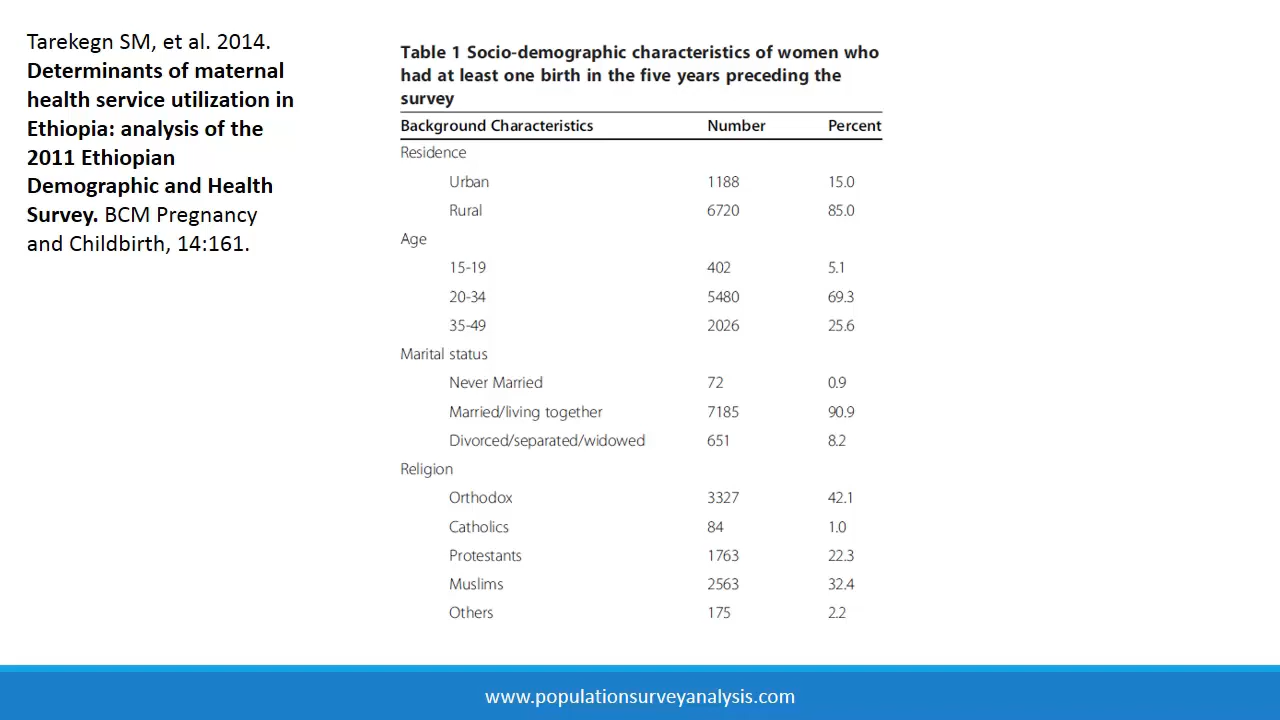 Tarekegn SM, et al. 2014.
Determinants of maternal
health service utilization in
Ethiopia: analysis of the
2011 Ethiopian
Demographic and Health
Survey. BCM Pregnancy
and Childbirth, 14:161.
Table 1 Socio-demographic characteristics of women who
had at least one birth in the five years preceding the
survey
Background Characteristics Number Percent
Residence
Urban 1188 15.0
Rural 6720 85.0
Age
15-19 402 5.1
20-34 5480 69.3
35-49 2026 25.6
Marital status
Never Married 72 0.9
Married/living together 7185 90.9
Divorced/separated/widowed 651 8.2
Religion
Orthodox 3327 42.1
Catholics 84 1.0
Protestants 1763 22.3
Muslims 2563 32.4
Others 175 2.2
www.populationsurveyanalysis.com